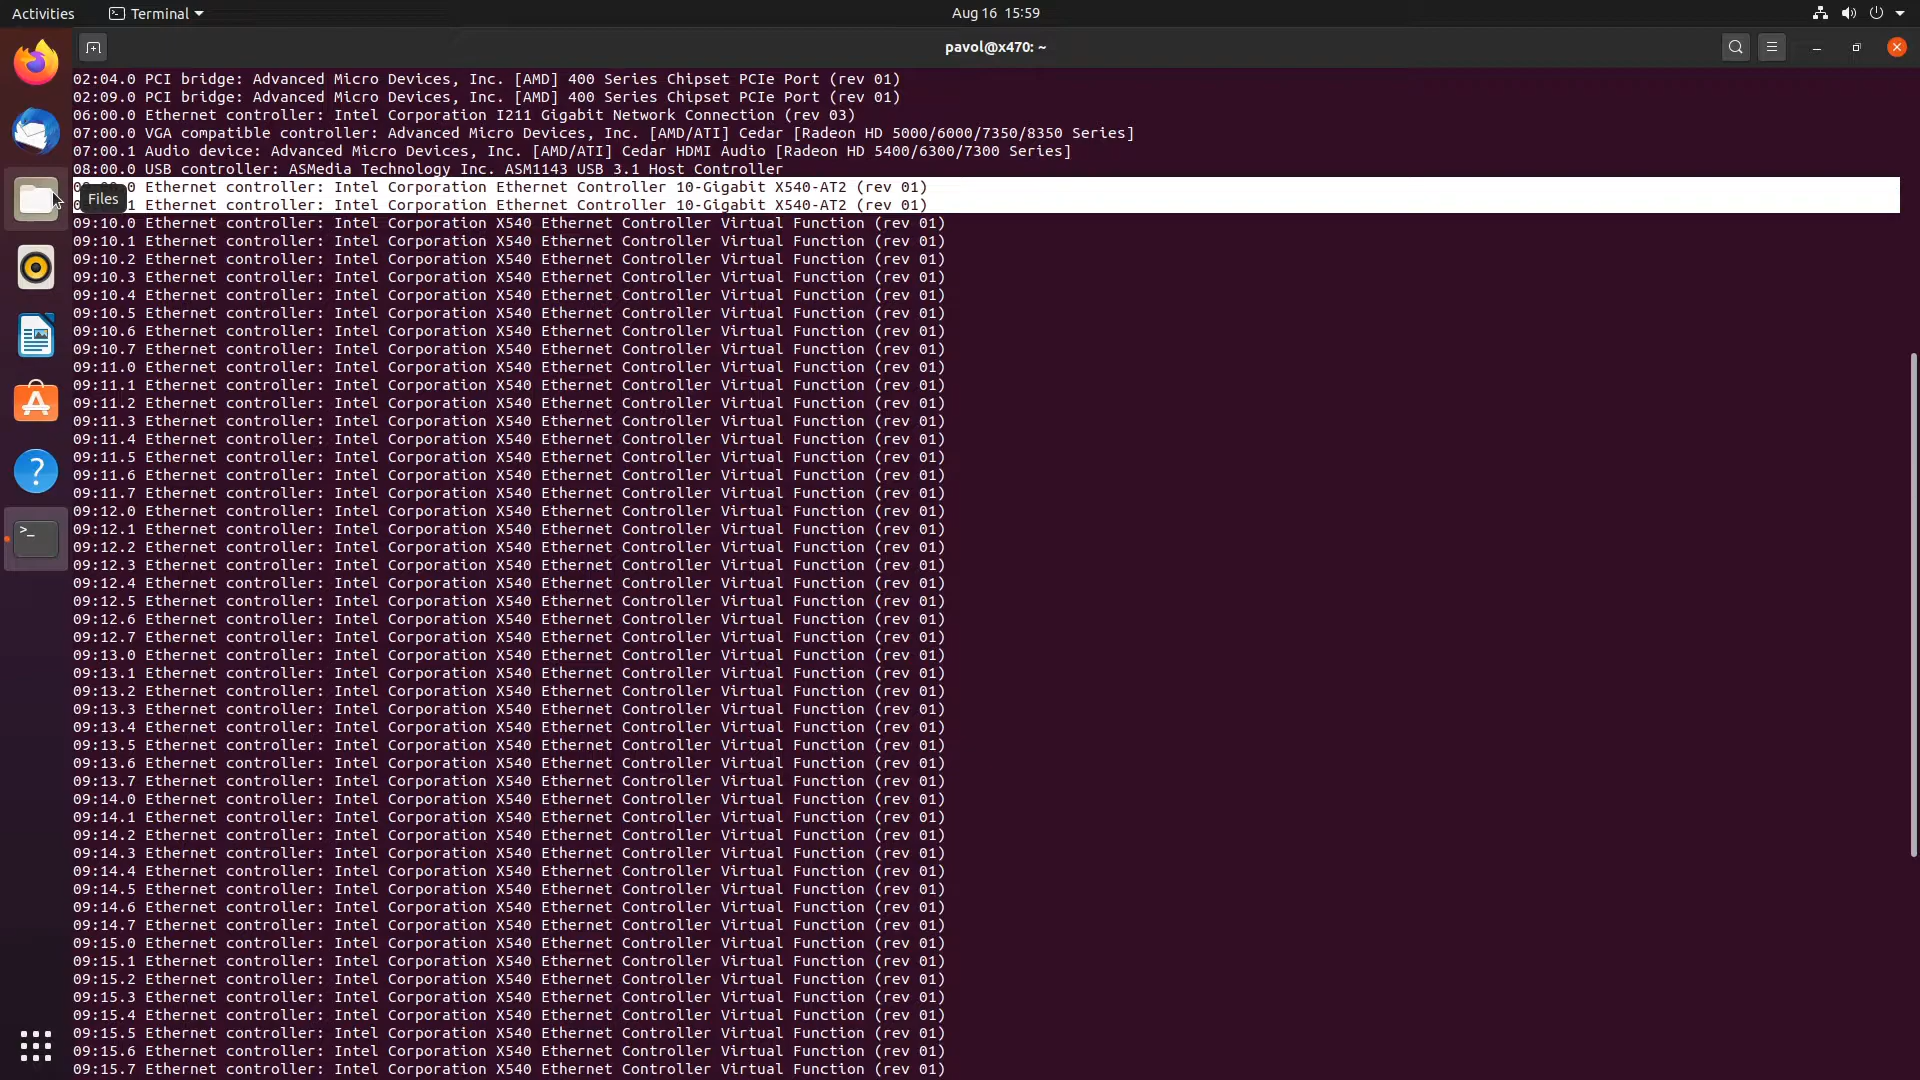 Activities
Terminal
Aug 16 15:59
pavol@x470: ~
02:04.0 PCI bridge: Advanced Micro Devices, Inc. [AMD] 400 Series Chipset PCIe Port (rev 01)
02:09.0 PCI bridge: Advanced Micro Devices, Inc. [AMD] 400 Series Chipset PCIe Port (rev 01)
06:00.0 Ethernet controller: Intel Corporation I211 Gigabit Network Connection (rev 03)
07:00.0 VGA compatible controller: Advanced Micro Devices, Inc. [AMD/ATI] Cedar [Radeon HD 5000/6000/7350/8350 Series]
07:00.1 Audio device: Advanced Micro Devices, Inc. [AMD/ATI] Cedar HDMI Audio [Radeon HD 5400/6300/7300 Series]
08:00.0 USB controller: ASMedia Technology Inc. ASM1143 USB 3.1 Host Controller
0 Ethernet controller: Intel Corporation Ethernet Controller 10-Gigabit X540-AT2 (rev 01)
Files
1 Ethernet controller: Intel Corporation Ethernet Controller 10-Gigabit X540-AT2 (rev 01)
09:10.0 Ethernet controller: Intel Corporation X540 Ethernet Controller Virtual Function (rev 01)
09:10.1 Ethernet controller: Intel Corporation X540 Ethernet Controller Virtual Function (rev 01)
09:10.2 Ethernet controller: Intel Corporation X540 Ethernet Controller Virtual Function (rev 01)
09:10.3 Ethernet controller: Intel Corporation X540 Ethernet Controller Virtual Function (rev 01)
09:10.4 Ethernet controller: Intel Corporation X540 Ethernet Controller Virtual Function (rev 01)
09:10.5 Ethernet controller: Intel Corporation X540 Ethernet Controller Virtual Function (rev 01)
09:10.6 Ethernet controller: Intel Corporation X540 Ethernet Controller Virtual Function (rev 01)
09:10.7 Ethernet controller: Intel Corporation X540 Ethernet Controller Virtual Function (rev 01)
09:11.0 Ethernet controller: Intel Corporation X540 Ethernet Controller Virtual Function (rev 01)
09:11.1 Ethernet controller: Intel Corporation X540 Ethernet Controller Virtual Function (rev 01)
09:11.2 Ethernet controller: Intel Corporation X540 Ethernet Controller Virtual Function (rev 01)
09:11.3 Ethernet controller: Intel Corporation X540 Ethernet Controller Virtual Function (rev 01)
09:11.4 Ethernet controller: Intel Corporation X540 Ethernet Controller Virtual Function (rev 01)
09:11.5 Ethernet controller: Intel Corporation X540 Ethernet Controller Virtual Function (rev 01)
09:11.6 Ethernet controller: Intel Corporation X540 Ethernet Controller Virtual Function (rev 01)
09:11.7 Ethernet controller: Intel Corporation X540 Ethernet Controller Virtual Function (rev 01)
09:12.0 Ethernet controller: Intel Corporation X540 Ethernet Controller Virtual Function (rev 01)
09:12.1 Ethernet controller: Intel Corporation X540 Ethernet Controller Virtual Function (rev 01)
09:12.2 Ethernet controller: Intel Corporation X540 Ethernet Controller Virtual Function (rev 01)
09:12.3 Ethernet controller: Intel Corporation X540 Ethernet Controller Virtual Function (rev 01)
09:12.4 Ethernet controller: Intel Corporation X540 Ethernet Controller Virtual Function (rev 01)
09:12.5 Ethernet controller: Intel Corporation X540 Ethernet Controller Virtual Function (rev 01)
09:12.6 Ethernet controller: Intel Corporation X540 Ethernet Controller Virtual Function (rev 01)
09:12.7 Ethernet controller: Intel Corporation X540 Ethernet Controller Virtual Function (rev 01)
09:13.0 Ethernet controller: Intel Corporation X540 Ethernet Controller Virtual Function (rev 01)
09:13.1 Ethernet controller: Intel Corporation X540 Ethernet Controller Virtual Function (rev 01)
09:13.2 Ethernet controller: Intel Corporation X540 Ethernet Controller Virtual Function (rev 01)
09:13.3 Ethernet controller: Intel Corporation X540 Ethernet Controller Virtual Function (rev 01)
09:13.4 Ethernet controller: Intel Corporation X540 Ethernet Controller Virtual Function (rev 01)
09:13.5 Ethernet controller: Intel Corporation X540 Ethernet Controller Virtual Function (rev 01)
09:13.6 Ethernet controller: Intel Corporation X540 Ethernet Controller Virtual Function (rev 01)
09:13.7 Ethernet controller: Intel Corporation X540 Ethernet Controller Virtual Function (rev 01)
09:14.0 Ethernet controller: Intel Corporation X540 Ethernet Controller Virtual Function (rev 01)
09:14.1 Ethernet controller: Intel Corporation X540 Ethernet Controller Virtual Function (rev 01)
09:14.2 Ethernet controller: Intel Corporation X540 Ethernet Controller Virtual Function (rev 01)
09:14.3 Ethernet controller: Intel Corporation X540 Ethernet Controller Virtual Function (rev 01)
09:14.4 Ethernet controller: Intel Corporation X540 Ethernet Controller Virtual Function (rev 01)
09:14.5 Ethernet controller: Intel Corporation X540 Ethernet Controller Virtual Function (rev 01)
09:14.6 Ethernet controller: Intel Corporation X540 Ethernet Controller Virtual Function (rev 01)
09:14.7 Ethernet controller: Intel Corporation X540 Ethernet Controller Virtual Function (rev 01)
09:15.0 Ethernet controller: Intel Corporation X540 Ethernet Controller Virtual Function (rev 01)
09:15.1 Ethernet controller: Intel Corporation X540 Ethernet Controller Virtual Function (rev 01)
09:15.2 Ethernet controller: Intel Corporation X540 Ethernet Controller Virtual Function (rev 01)
09:15.3 Ethernet controller: Intel Corporation X540 Ethernet Controller Virtual Function (rev 01)
09:15.4 Ethernet controller: Intel Corporation X540 Ethernet Controller Virtual Function (rev 01)
09:15.5 Ethernet controller: Intel Corporation X540 Ethernet Controller Virtual Function (rev 01)
09:15.6 Ethernet controller: Intel Corporation X540 Ethernet Controller Virtual Function (rev 01)
09:15.7 Ethernet controller: Intel Corporation X540 Ethernet Controller Virtual Function (rev 01)